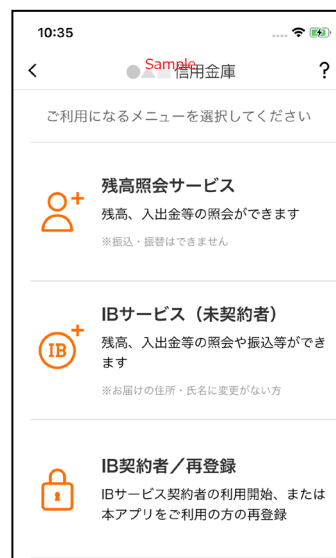 10:35
Sample
●▲■信用金庫 ?
ご利用になるメニューを選択してください
残高照会サービス
残高、入出金等の照会ができます
※振込・振替はできません
IB
IBサービス（未契約者）
残高、入出金等の照会や振込等ができ
ます
※お届けの住所・氏名に変更がない方
IB契約者／再登録
IBサービス契約者の利用開始、または
本アプリをご利用の方の再登録